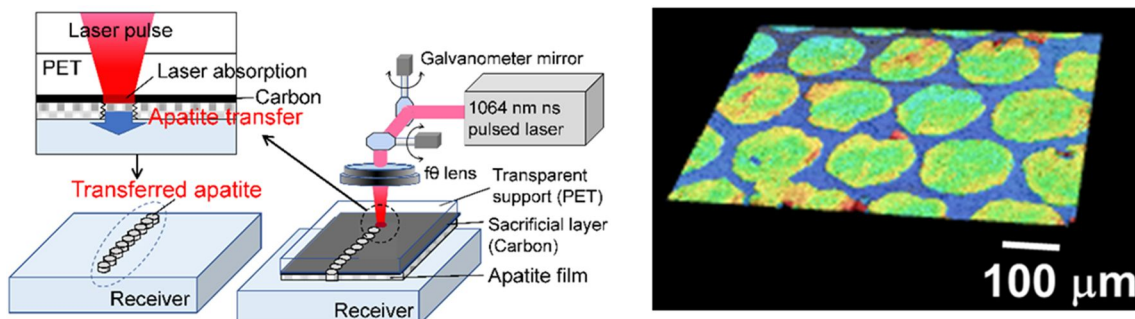 Laser pulse
PET
Laser absorption
Carbon
Apatite transfer
Transferred apatite
Receiver
Galvanometer mirror
1064 nm ns
pulsed laser
fθ lens
Transparent
support (PET)
Sacrificial layer
(Carbon)
Apatite film
Receiver
100 μm